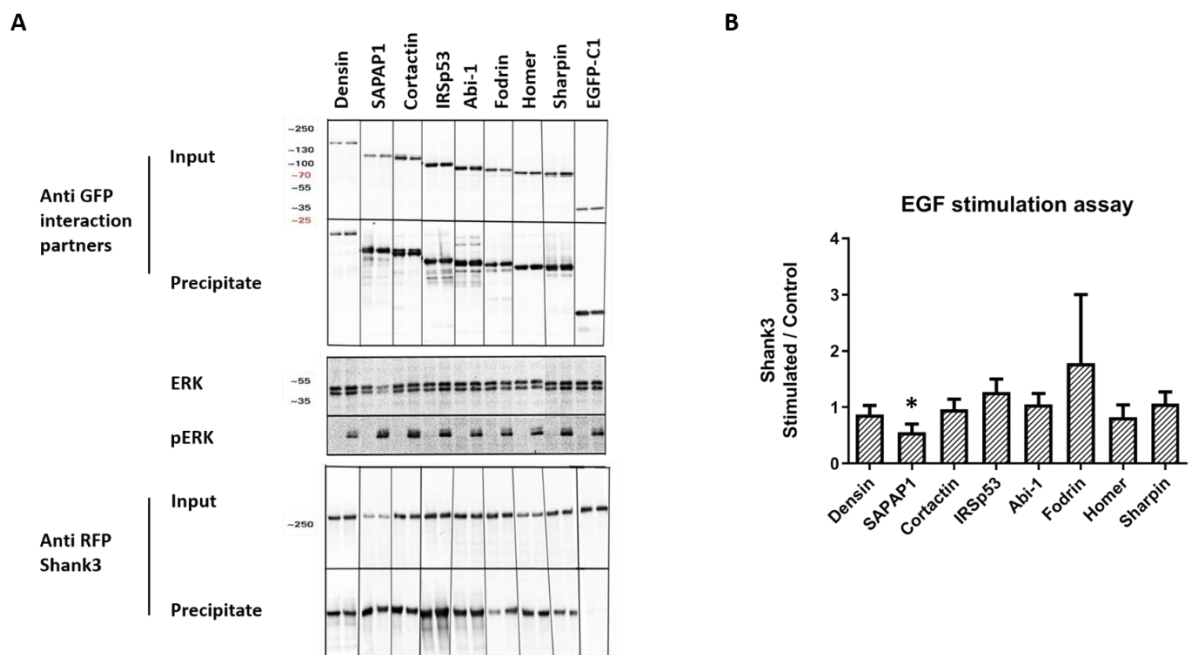 A
Densin
SAPAP1
Cortactin
IRSp53
Abi-1
Fodrin
Homer
Sharpin
EGFP-C1
Anti GFP
interaction
partners
Input
~250
~130
~100
~70
~55
~35
~25
Precipitate
ERK
~55
~35
pERK
Anti RFP
Shank3
Input
~250
Precipitate
B
EGF stimulation assay
Shank3
Stimulated / Control
4
3
2
1
0
*
Densin
SAPAP1
Cortactin
IRSp53
Abi-1
Fodrin
Homer
Sharpin